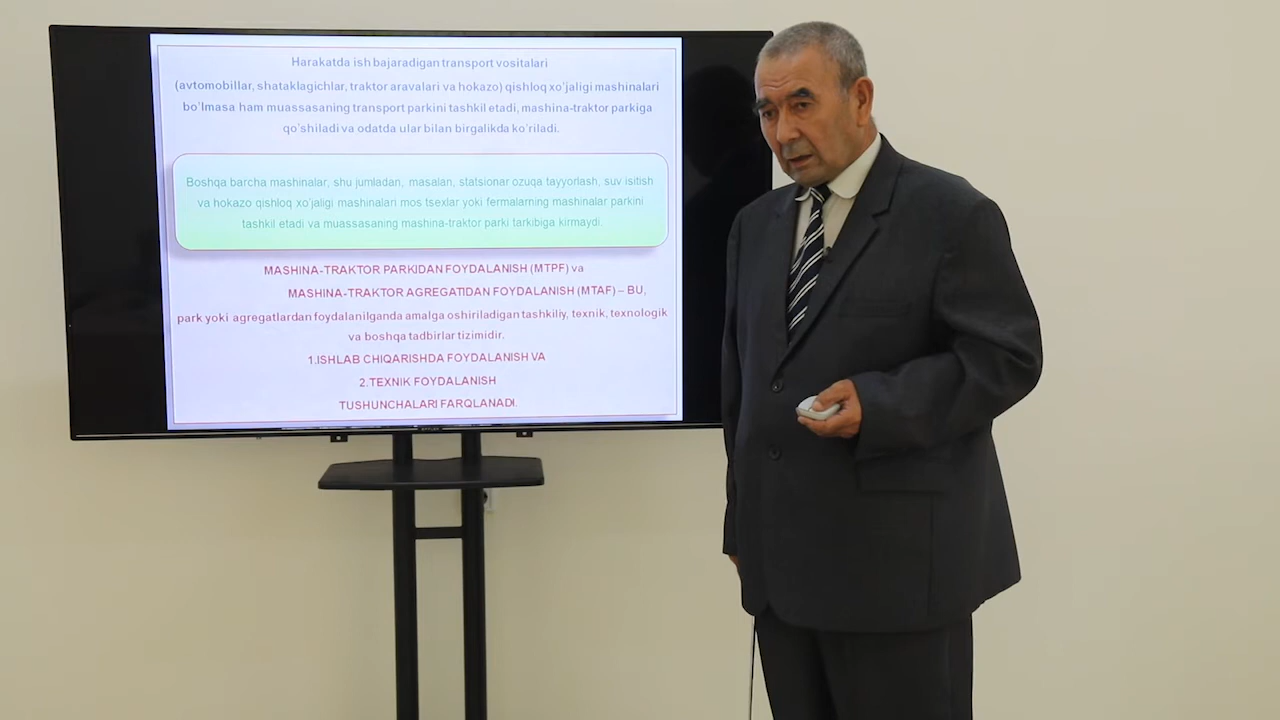 Harakatda ish bajaradigan transport vositalari
(avtomobillar, shataklagichlar, traktor aravalari va hokazo) qishloq xo'jaligi mashinalari
bo'lmasa ham muassasaning transport parkini tashkil etadi, mashina-traktor parkiga
qo'shiladi va odatda ular bilan birgalikda ko'riladi.
Boshqa barcha mashinalar, shu jumladan, masalan, statsionar ozuqa tayyorlash, suv isitish
va hokazo qishloq xo'jaligi mashinalari mos tsexlar yoki fermalarning mashinalar parkini
tashkil etadi va muassasaning mashina-traktor parki tarkibiga kirmaydi.
MASHINA-TRAKTOR PARKIDAN FOYDALANISH (MTPF) va
MASHINA-TRAKTOR AGREGATIDAN FOYDALANISH (MTAF) – BU,
park yoki agregatlardan foydalanilganda amalga oshiriladigan tashkiliy, texnik, texnologik
va boshqa tadbirlar tizimidir.
1.ISHLAB CHIQARISHDA FOYDALANISH VA
2.TEXNIK FOYDALANISH
TUSHUNCHALARI FARQLANADI.